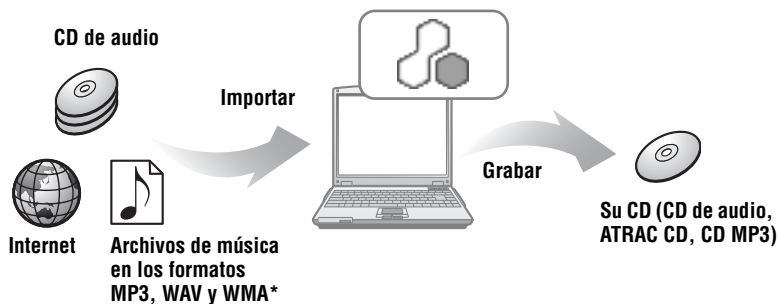 CD de audio
Importar
Grabar
Internet
Archivos de música
en los formatos
MP3, WAV y WMA*
Su CD (CD de audio,
ATRAC CD, CD MP3)